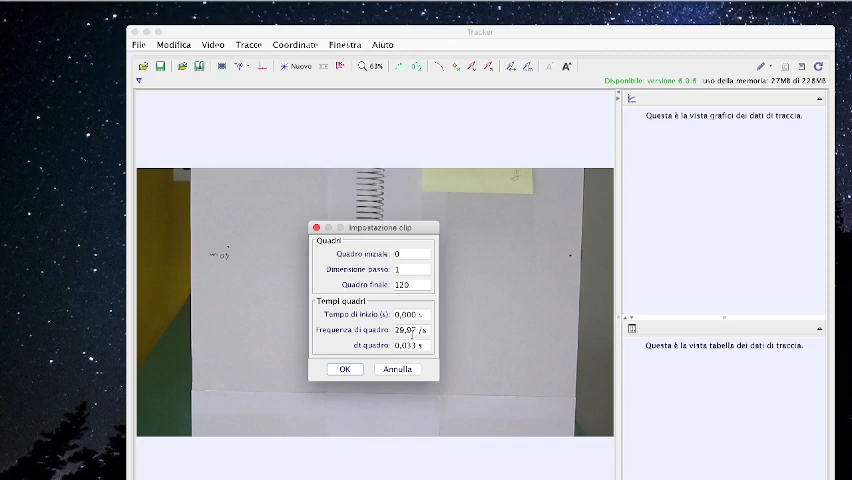 Tracker
File Modifica Video Tracce Coordinate Finestra Aiuto
Nuovo 63%
Disponibile: versione 6.0.6 uso della memoria: 27MB di 228MB
Questa è la vista grafici dei dati di traccia.
Impostazione clip
Quadri
Quadro iniziale: 0
Dimensione passo: 1
Quadro finale: 120
Tempi quadri
Tempo di inizio (s): 0,000 s
Frequenza di quadro: 29,97 /s
dt quadro: 0,033 s
OK Annulla
Questa è la vista tabella dei dati di traccia.